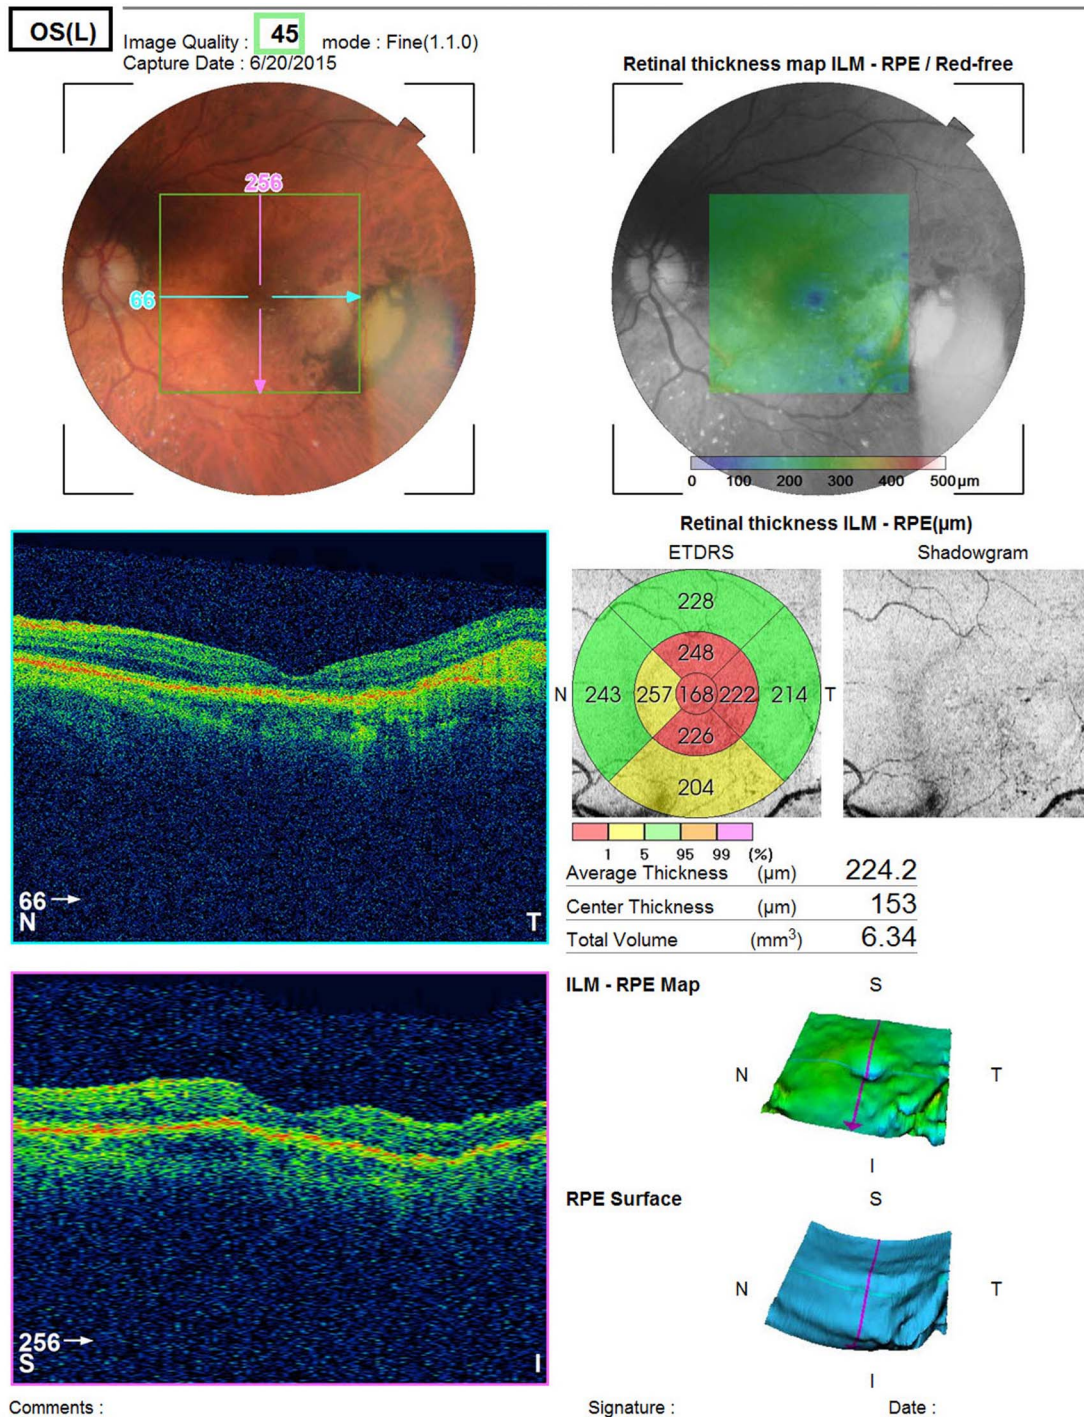 OS(L)
Image Quality : 45 mode : Fine(1.1.0)
Capture Date : 6/20/2015
Retinal thickness map ILM - RPE / Red-free
256
66
0 100 200 300 400 500µm
Retinal thickness ILM - RPE(µm)
ETDRS Shadowgram
228
248
N 243 257 168 222 214 T
226
204
1 5 95 99 (%)
Average Thickness (µm) 224.2
Center Thickness (µm) 153
Total Volume (mm³) 6.34
66
N T
ILM - RPE Map S
N T
I
RPE Surface S
N T
I
256
S I
Comments : Signature : Date :